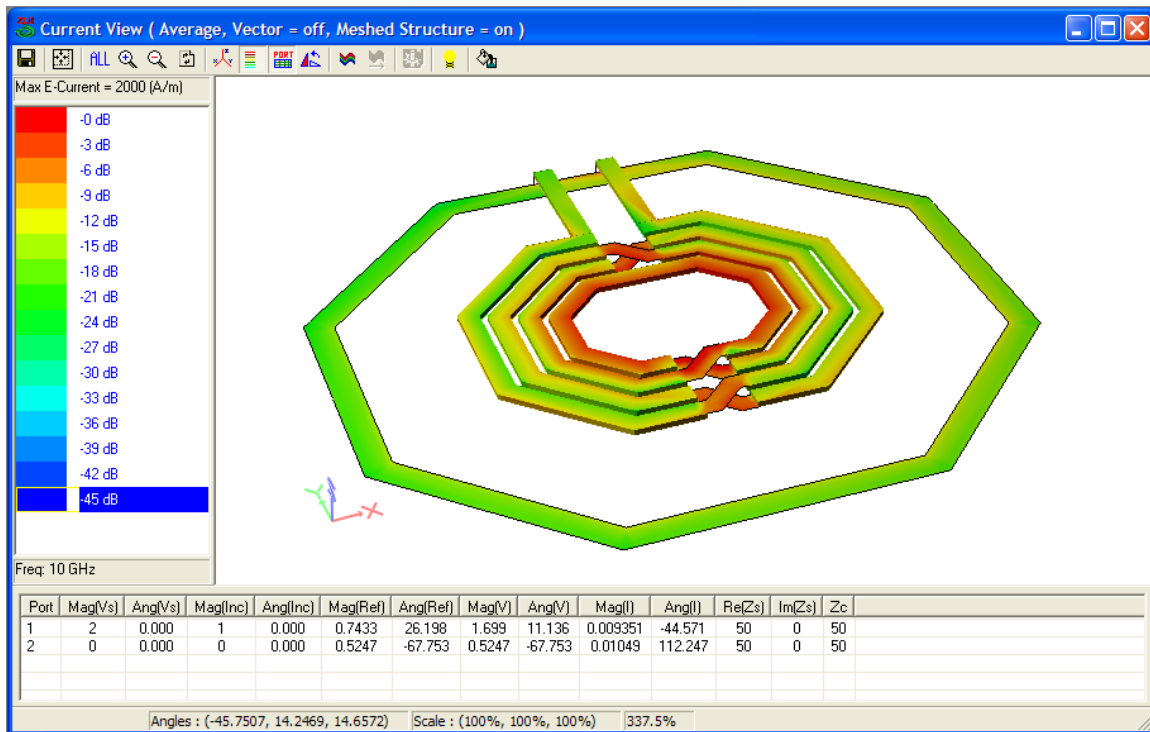 Current View ( Average, Vector = off, Meshed Structure = on )
ALL PORT
Max E-Current = 2000 (A/m)
-0 dB
-3 dB
-6 dB
-9 dB
-12 dB
-15 dB
-18 dB
-21 dB
-24 dB
-27 dB
-30 dB
-33 dB
-36 dB
-39 dB
-42 dB
-45 dB
Y X
Freq: 10 GHz
Port Mag(Vs) Ang(Vs) Mag(Inc) Ang(Inc) Mag(Ref) Ang(Ref) Mag(V) Ang(V) Mag(I) Ang(I) Re(Zs) Im(Zs) Zc
1 2 0.000 1 0.000 0.7433 26.198 1.699 11.136 0.009351 -44.571 50 0 50
2 0 0.000 0 0.000 0.5247 -67.753 0.5247 -67.753 0.01049 112.247 50 0 50
Angles : (-45.7507, 14.2469, 14.6572) Scale : (100%, 100%, 100%) 337.5%